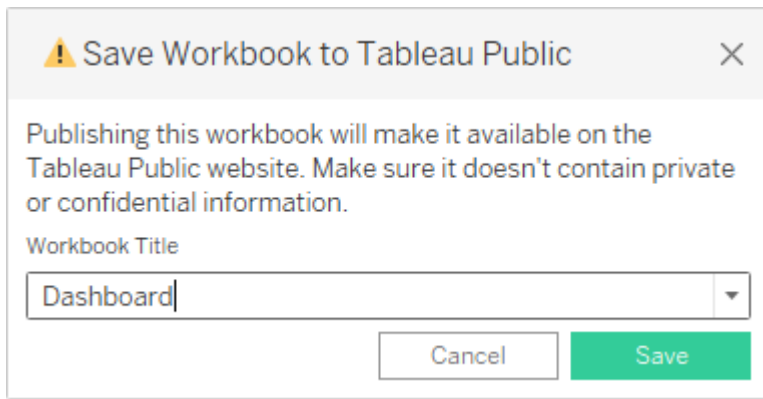 Save Workbook to Tableau Public
Publishing this workbook will make it available on the
Tableau Public website. Make sure it doesn't contain private
or confidential information.
Workbook Title
Dashboard
Cancel
Save